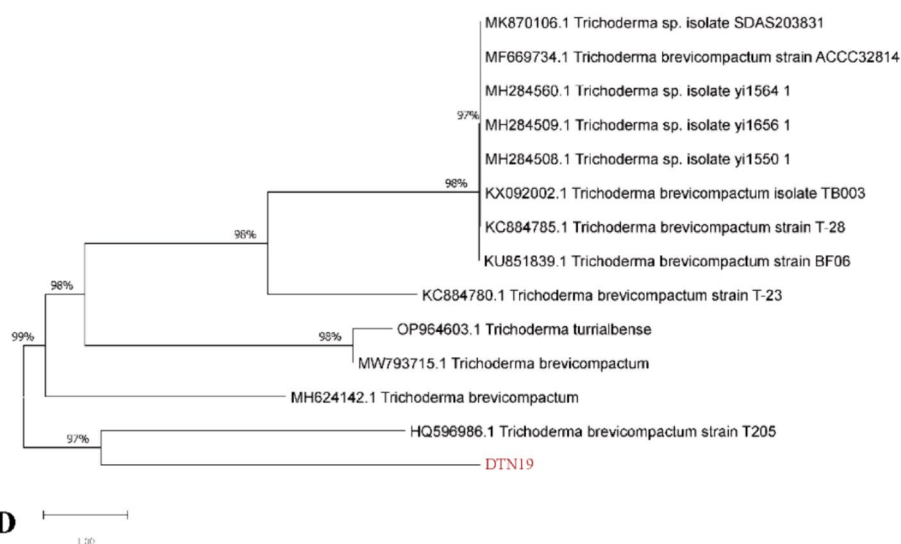 MK870106.1 Trichoderma sp. isolate SDAS203831
MF669734.1 Trichoderma brevicompactum strain ACCC32814
MH284560.1 Trichoderma sp. isolate yi1564 1
97%
MH284509.1 Trichoderma sp. isolate yi1656 1
MH284508.1 Trichoderma sp. isolate yi1550 1
98%
KX092002.1 Trichoderma brevicompactum isolate TB003
KC884785.1 Trichoderma brevicompactum strain T-28
98%
KU851839.1 Trichoderma brevicompactum strain BF06
98%
KC884780.1 Trichoderma brevicompactum strain T-23
99%
98%
OP964603.1 Trichoderma turrialbense
MW793715.1 Trichoderma brevicompactum
MH624142.1 Trichoderma brevicompactum
97%
HQ596986.1 Trichoderma brevicompactum strain T205
DTN19
D